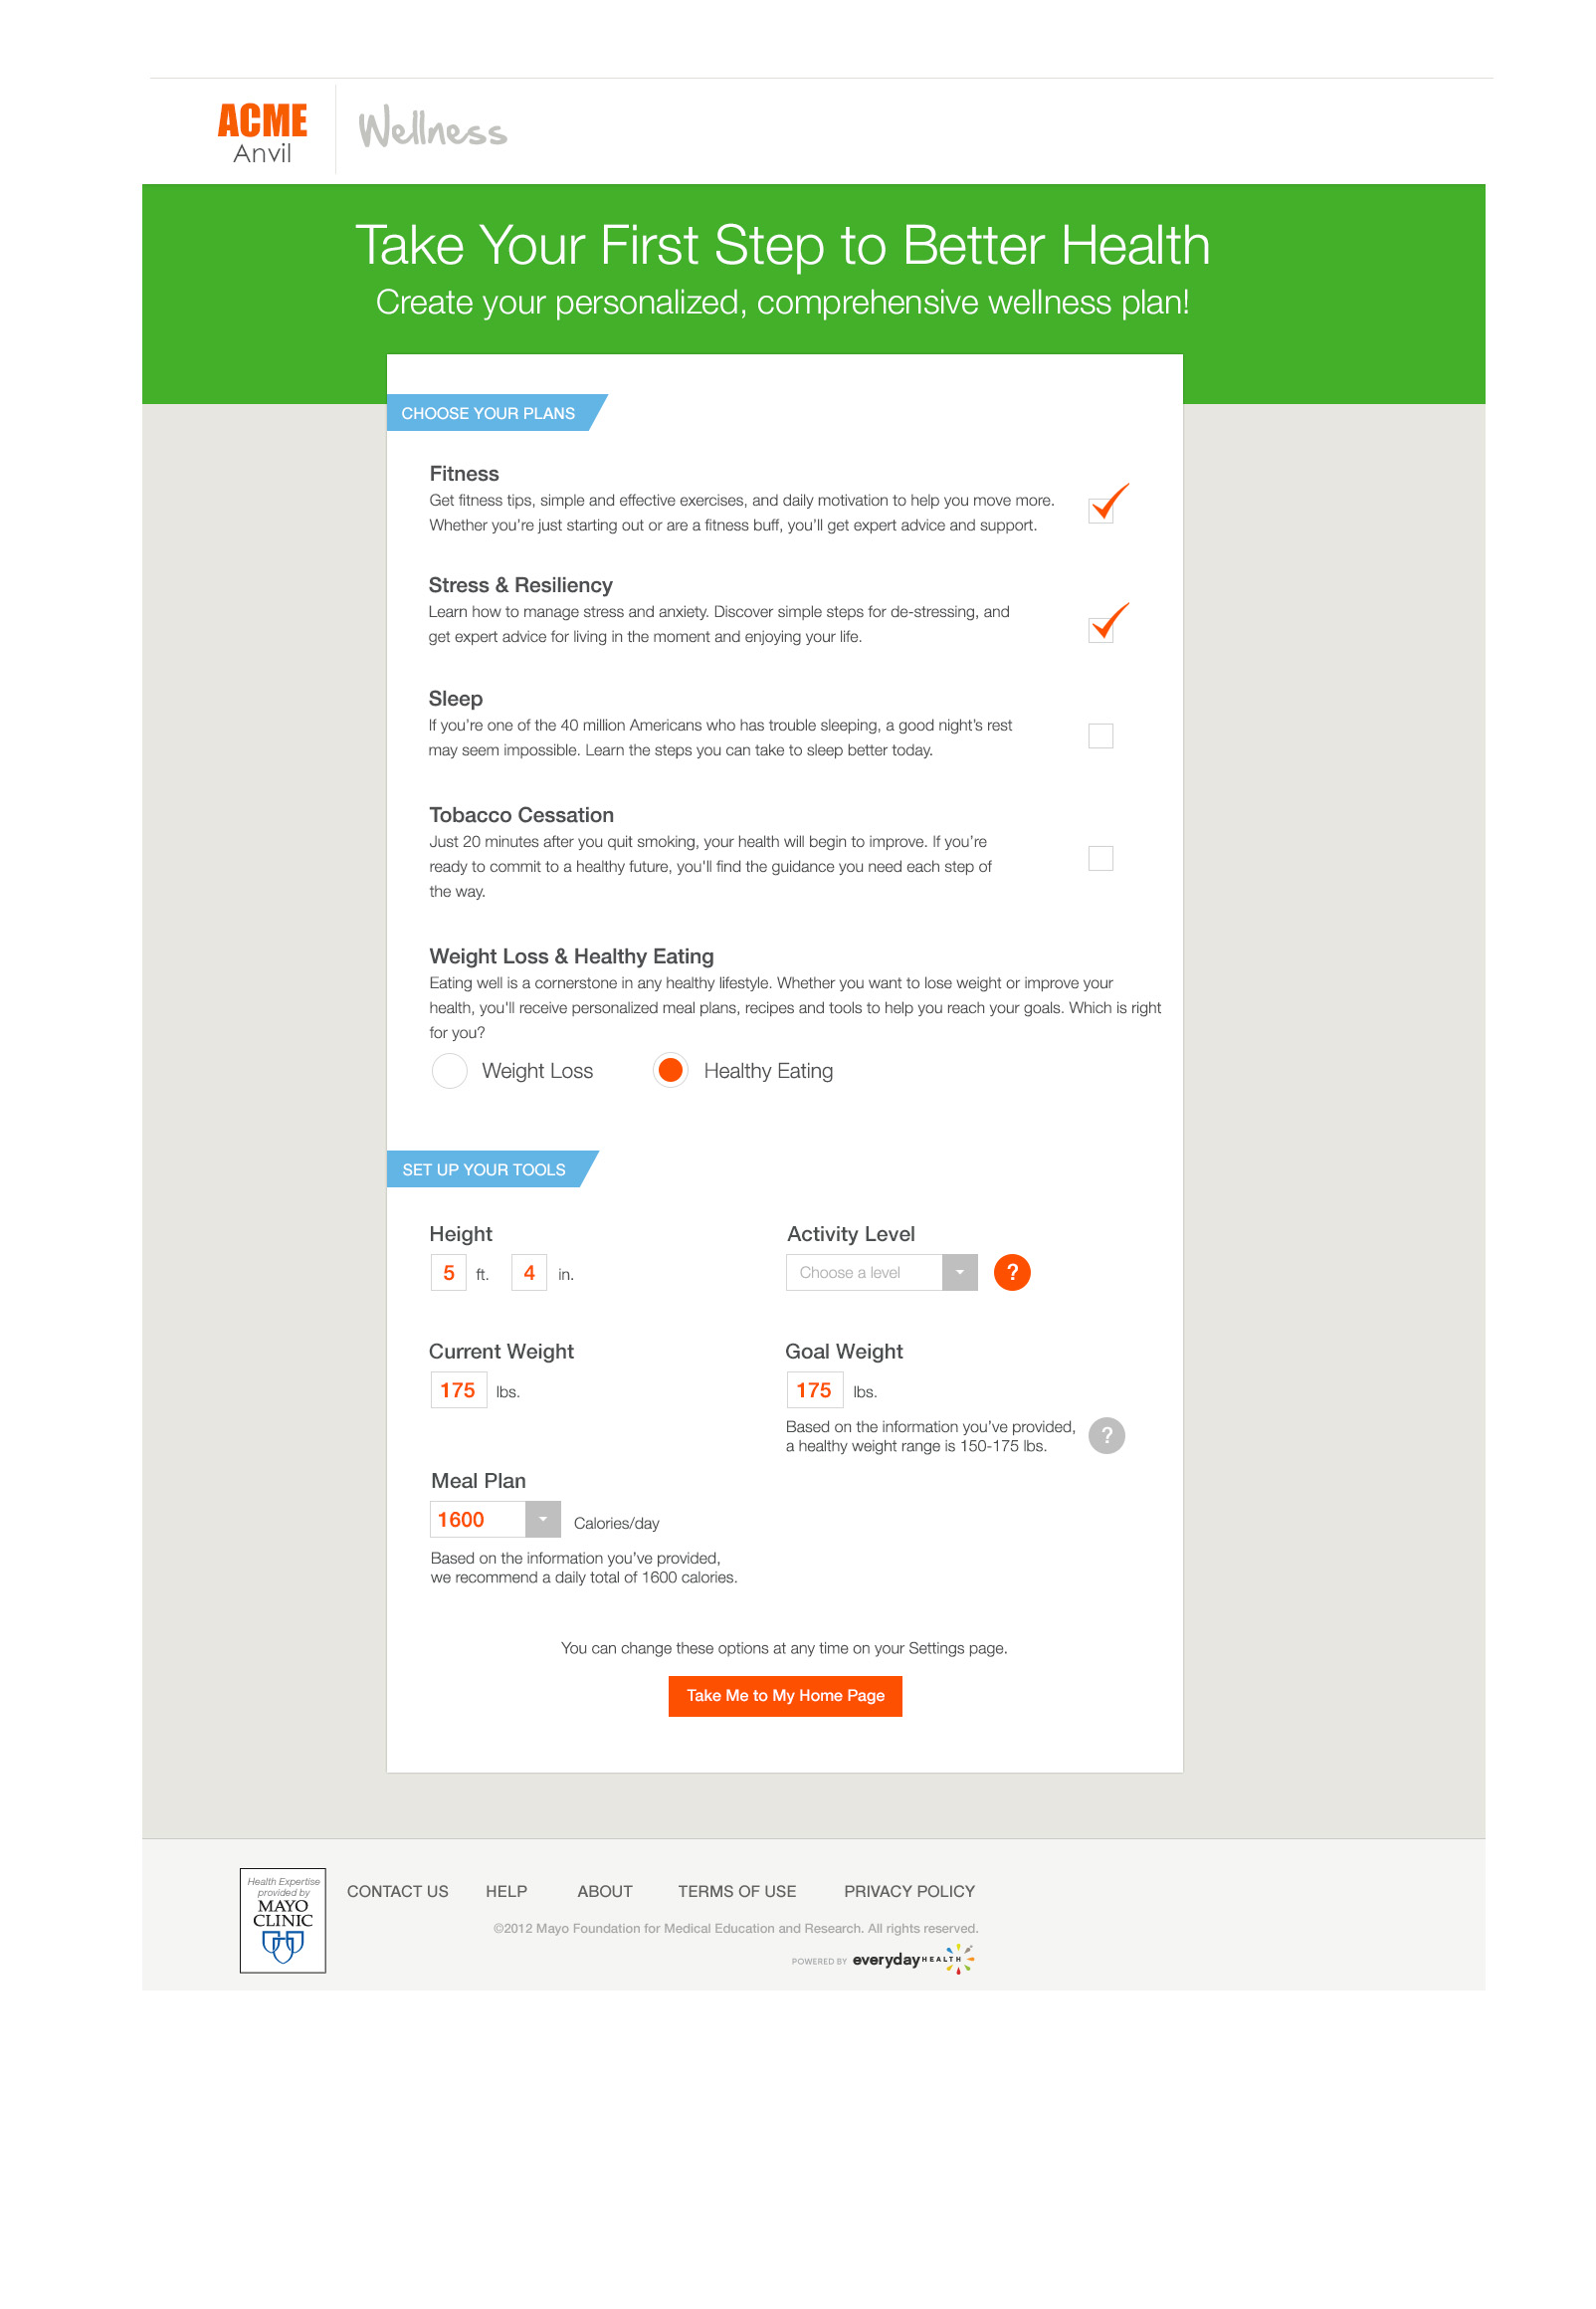 ACME
Anvil
Wellness
Take Your First Step to Better Health
Create your personalized, comprehensive wellness plan!
CHOOSE YOUR PLANS
Fitness
Get fitness tips, simple and effective exercises, and daily motivation to help you move more.
Whether you're just starting out or are a fitness buff, you'll get expert advice and support.
Stress & Resiliency
Learn how to manage stress and anxiety. Discover simple steps for de-stressing, and
get expert advice for living in the moment and enjoying your life.
Sleep
If you're one of the 40 million Americans who has trouble sleeping, a good night's rest
may seem impossible. Learn the steps you can take to sleep better today.
Tobacco Cessation
Just 20 minutes after you quit smoking, your health will begin to improve. If you're
ready to commit to a healthy future, you'll find the guidance you need each step of
the way.
Weight Loss & Healthy Eating
Eating well is a cornerstone in any healthy lifestyle. Whether you want to lose weight or improve your
health, you'll receive personalized meal plans, recipes and tools to help you reach your goals. Which is right
for you?
Weight Loss Healthy Eating
SET UP YOUR TOOLS
Height
5 ft. 4 in.
Activity Level
Choose a level ?
Current Weight
175 lbs.
Goal Weight
175 lbs.
Based on the information you've provided,
a healthy weight range is 150-175 lbs.
?
Meal Plan
1600 Calories/day
Based on the information you've provided,
we recommend a daily total of 1600 calories.
You can change these options at any time on your Settings page.
Take Me to My Home Page
Health Expertise
provided by
MAYO
CLINIC
CONTACT US HELP ABOUT TERMS OF USE PRIVACY POLICY
©2012 Mayo Foundation for Medical Education and Research. All rights reserved.
POWERED BY everyday HEALTH